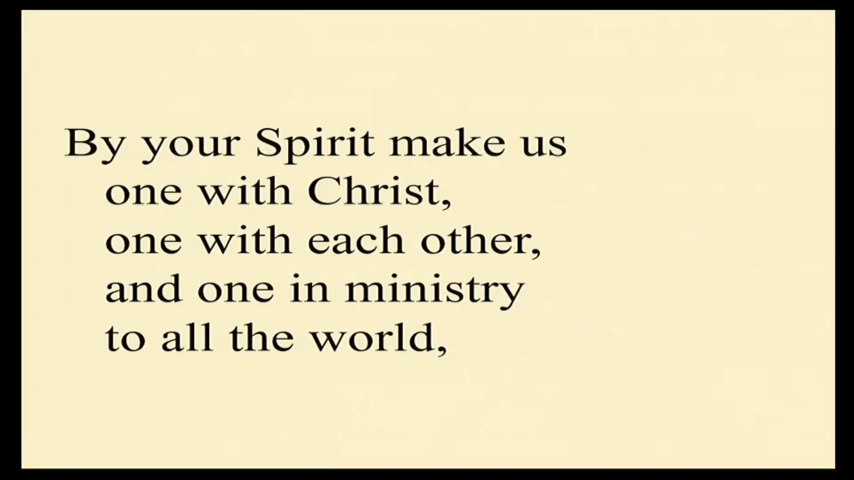 By your Spirit make us
one with Christ,
one with each other,
and one in ministry
to all the world,